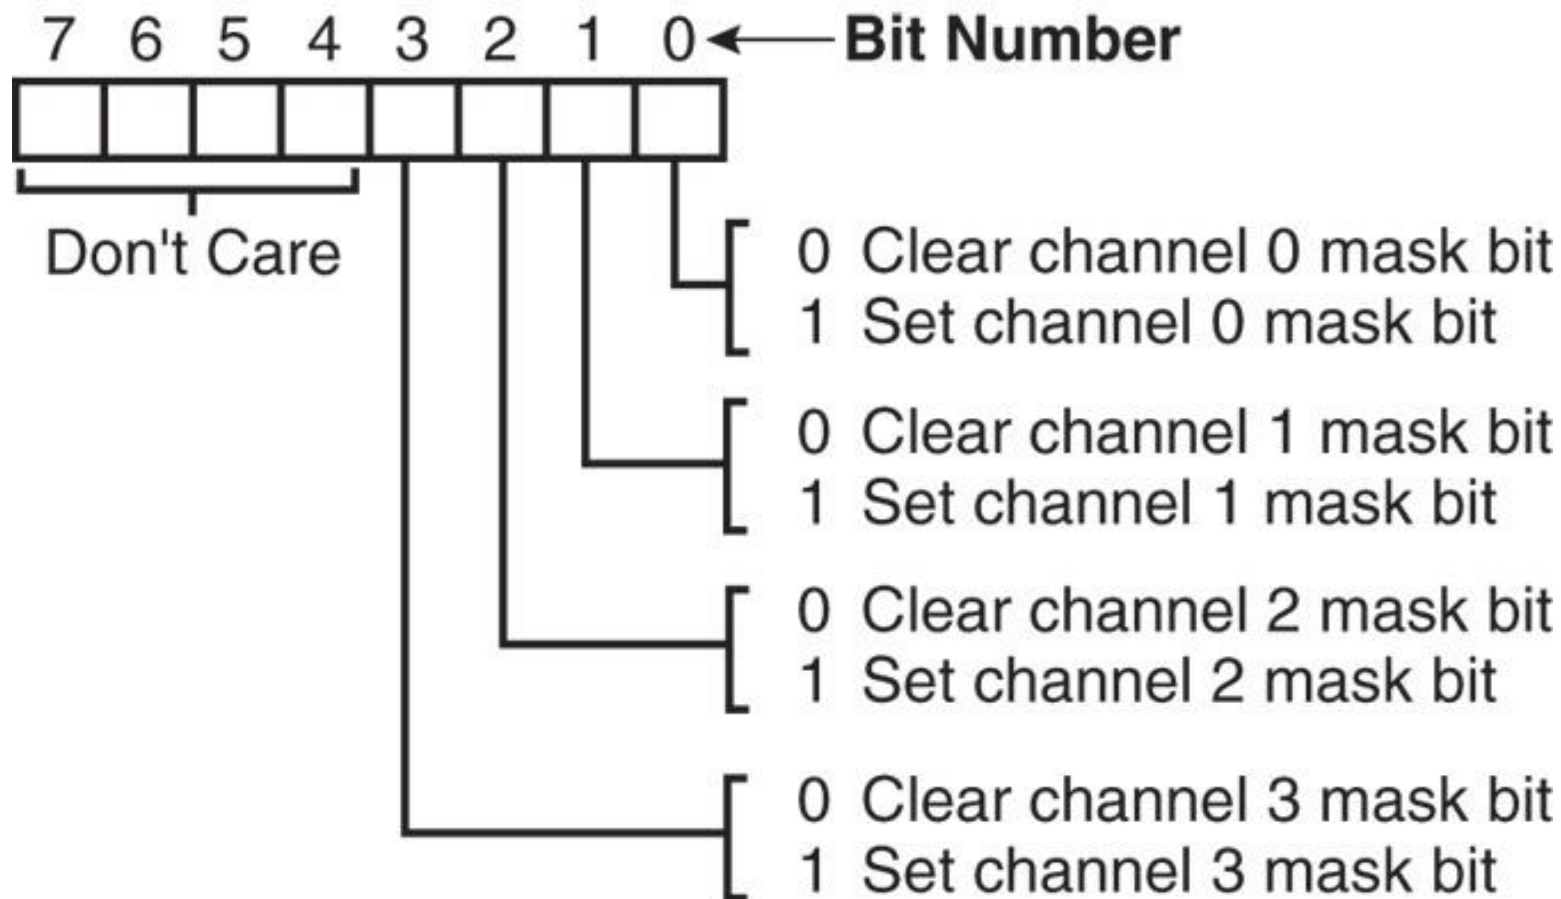 7 6 5 4 3 2 1 0 Bit Number
Don't Care
0 Clear channel 0 mask bit
1 Set channel 0 mask bit
0 Clear channel 1 mask bit
1 Set channel 1 mask bit
0 Clear channel 2 mask bit
1 Set channel 2 mask bit
0 Clear channel 3 mask bit
1 Set channel 3 mask bit